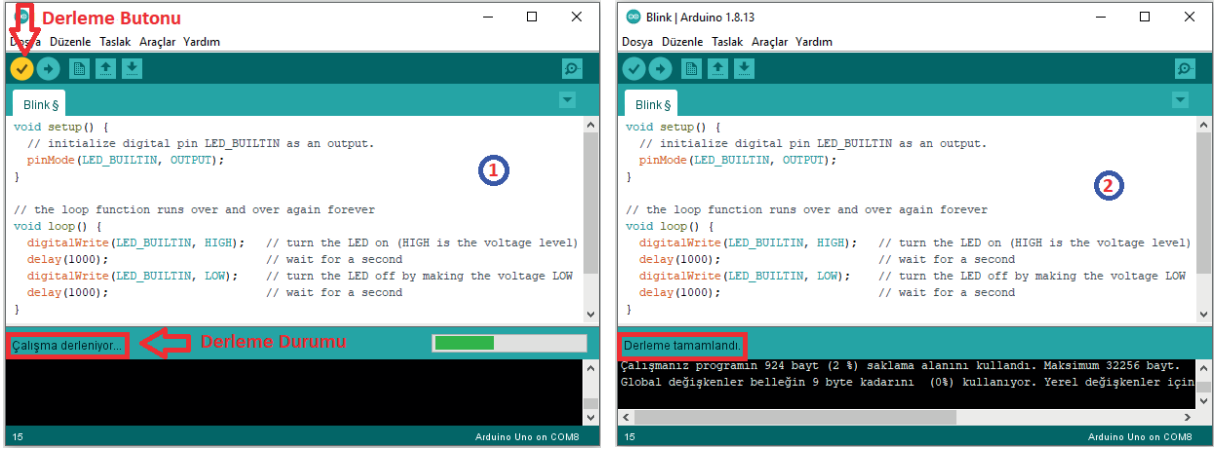 Derleme Butonu
Dosya Düzenle Taslak Araçlar Yardım
Blink §
void setup() {
// initialize digital pin LED_BUILTIN as an output.
pinMode(LED_BUILTIN, OUTPUT);
}
1
// the loop function runs over and over again forever
void loop() {
digitalWrite(LED_BUILTIN, HIGH);   // turn the LED on (HIGH is the voltage level)
delay(1000);                       // wait for a second
digitalWrite(LED_BUILTIN, LOW);    // turn the LED off by making the voltage LOW
delay(1000);                       // wait for a second
}
Çalışma derleniyor...
Derleme Durumu
15
Arduino Uno on COM8
Blink | Arduino 1.8.13
Dosya Düzenle Taslak Araçlar Yardım
Blink §
void setup() {
// initialize digital pin LED_BUILTIN as an output.
pinMode(LED_BUILTIN, OUTPUT);
}
2
// the loop function runs over and over again forever
void loop() {
digitalWrite(LED_BUILTIN, HIGH);   // turn the LED on (HIGH is the voltage level)
delay(1000);                       // wait for a second
digitalWrite(LED_BUILTIN, LOW);    // turn the LED off by making the voltage LOW
delay(1000);                       // wait for a second
}
Derleme tamamlandı.
Çalışmanız programın 924 bayt (2 %) saklama alanını kullandı. Maksimum 32256 bayt.
Global değişkenler belleğin 9 byte kadarını  (0%) kullanıyor. Yerel değişkenler için
15
Arduino Uno on COM8